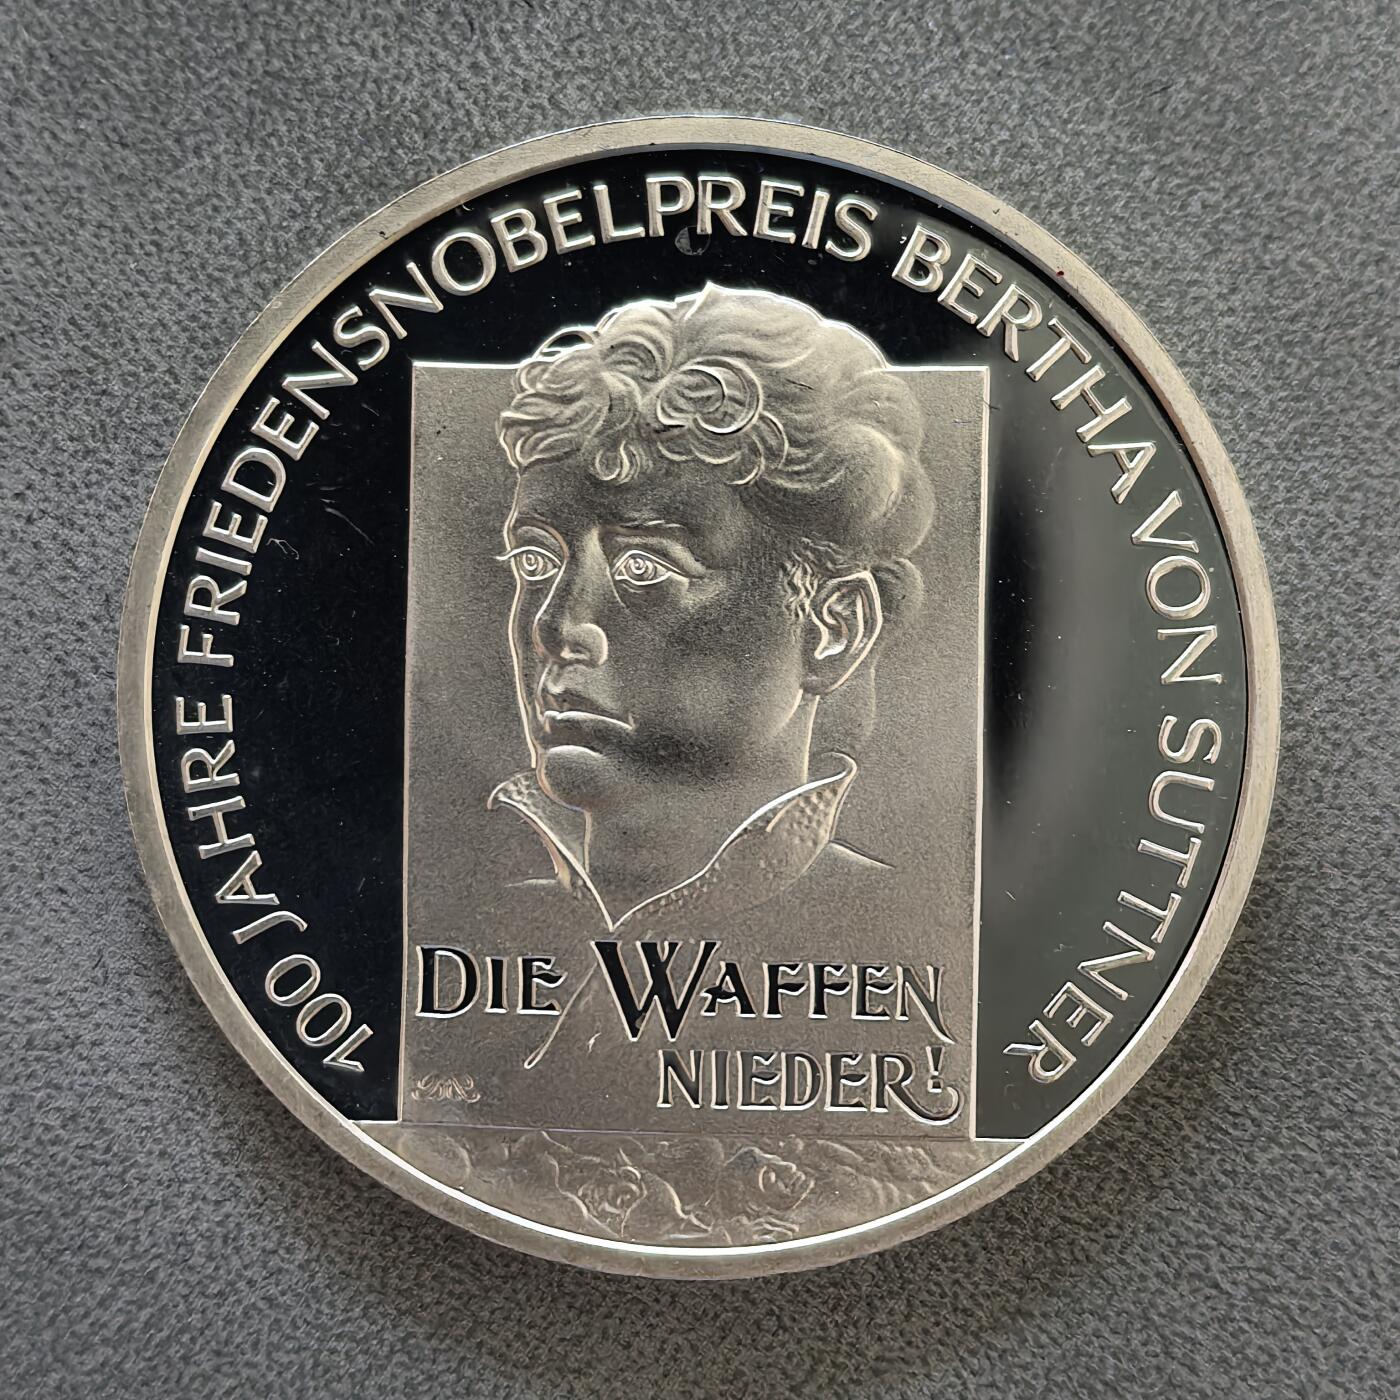 100 JAHRE FRIEDENSNOBELPREIS BERTHA VON SUTTNER
DIE WAFFEN
NIEDER!